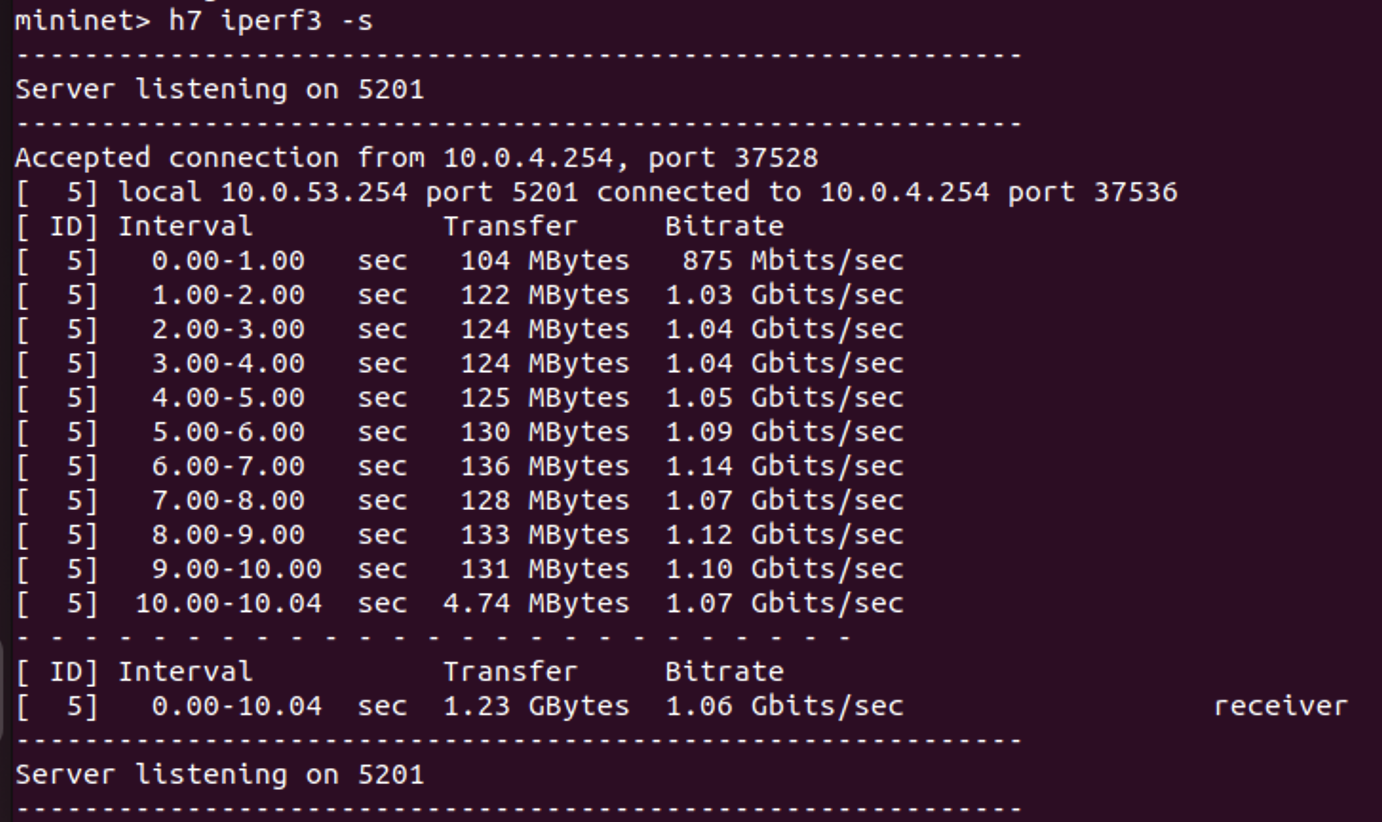 mininet> h7 iperf3 -s
-----------------------------------------------------------
Server listening on 5201
-----------------------------------------------------------
Accepted connection from 10.0.4.254, port 37528
[  5] local 10.0.53.254 port 5201 connected to 10.0.4.254 port 37536
[ ID] Interval           Transfer     Bitrate
[  5]   0.00-1.00   sec   104 MBytes   875 Mbits/sec
[  5]   1.00-2.00   sec   122 MBytes  1.03 Gbits/sec
[  5]   2.00-3.00   sec   124 MBytes  1.04 Gbits/sec
[  5]   3.00-4.00   sec   124 MBytes  1.04 Gbits/sec
[  5]   4.00-5.00   sec   125 MBytes  1.05 Gbits/sec
[  5]   5.00-6.00   sec   130 MBytes  1.09 Gbits/sec
[  5]   6.00-7.00   sec   136 MBytes  1.14 Gbits/sec
[  5]   7.00-8.00   sec   128 MBytes  1.07 Gbits/sec
[  5]   8.00-9.00   sec   133 MBytes  1.12 Gbits/sec
[  5]   9.00-10.00  sec   131 MBytes  1.10 Gbits/sec
[  5]  10.00-10.04  sec  4.74 MBytes  1.07 Gbits/sec
- - - - - - - - - - - - - - - - - - - - - - - - -
[ ID] Interval           Transfer     Bitrate
[  5]   0.00-10.04  sec  1.23 GBytes  1.06 Gbits/sec                  receiver
-----------------------------------------------------------
Server listening on 5201
-----------------------------------------------------------